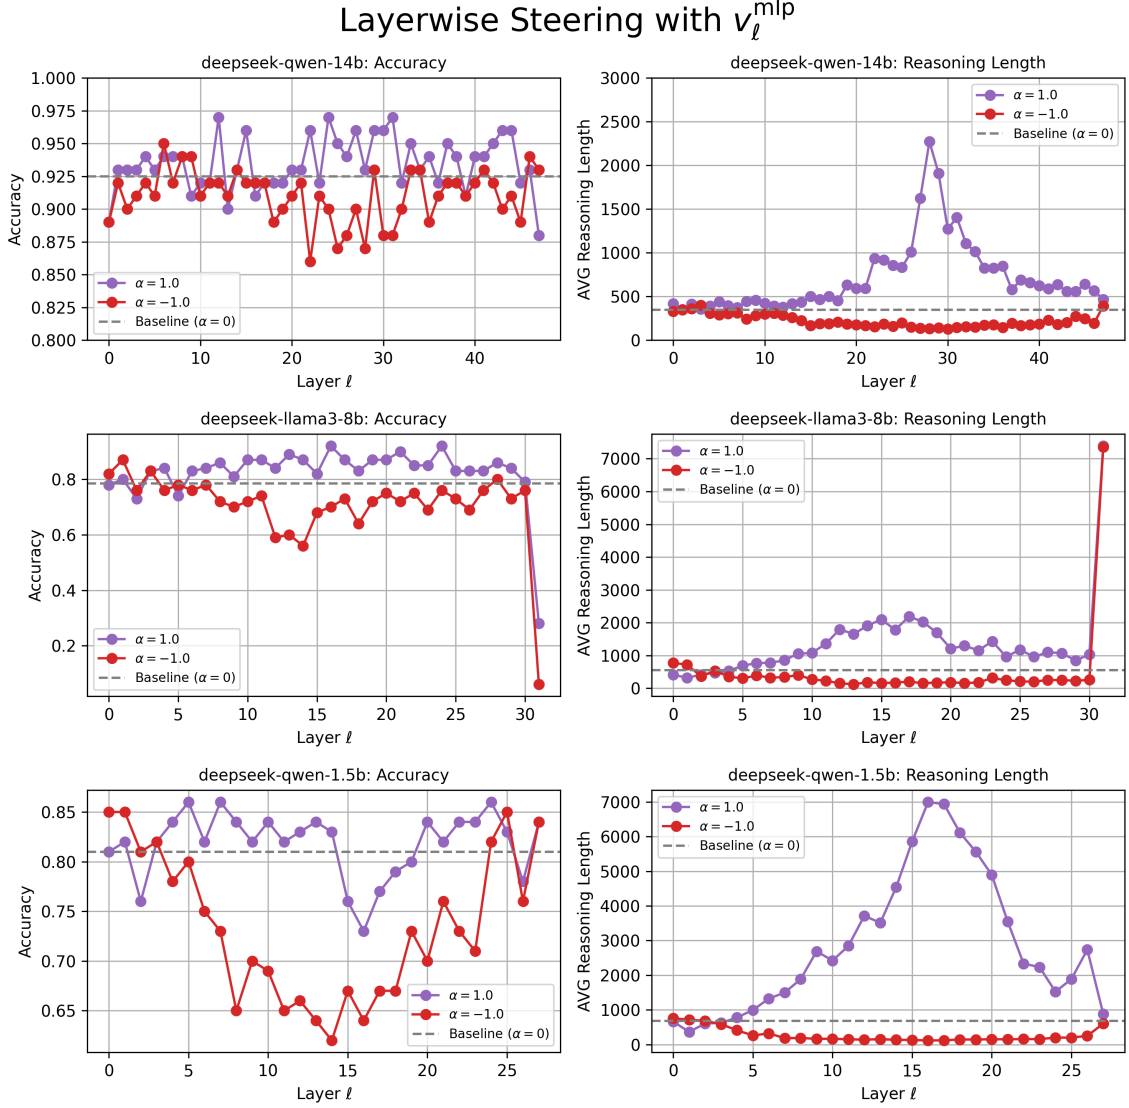 Layerwise Steering with $v_{\ell}^{\mathrm{mlp}}$
deepseek-qwen-14b: Accuracy
1.000
0.975
0.950
0.925
0.900
0.875
0.850
0.825
0.800
Accuracy
α = 1.0
α = −1.0
Baseline (α = 0)
0 10 20 30 40
Layer ℓ
deepseek-qwen-14b: Reasoning Length
3000
2500
2000
1500
1000
500
0
AVG Reasoning Length
α = 1.0
α = −1.0
Baseline (α = 0)
0 10 20 30 40
Layer ℓ
deepseek-llama3-8b: Accuracy
0.8
0.6
0.4
0.2
Accuracy
α = 1.0
α = −1.0
Baseline (α = 0)
0 5 10 15 20 25 30
Layer ℓ
deepseek-llama3-8b: Reasoning Length
7000
6000
5000
4000
3000
2000
1000
0
AVG Reasoning Length
α = 1.0
α = −1.0
Baseline (α = 0)
0 5 10 15 20 25 30
Layer ℓ
deepseek-qwen-1.5b: Accuracy
0.85
0.80
0.75
0.70
0.65
Accuracy
α = 1.0
α = −1.0
Baseline (α = 0)
0 5 10 15 20 25
Layer ℓ
deepseek-qwen-1.5b: Reasoning Length
7000
6000
5000
4000
3000
2000
1000
0
AVG Reasoning Length
α = 1.0
α = −1.0
Baseline (α = 0)
0 5 10 15 20 25
Layer ℓ